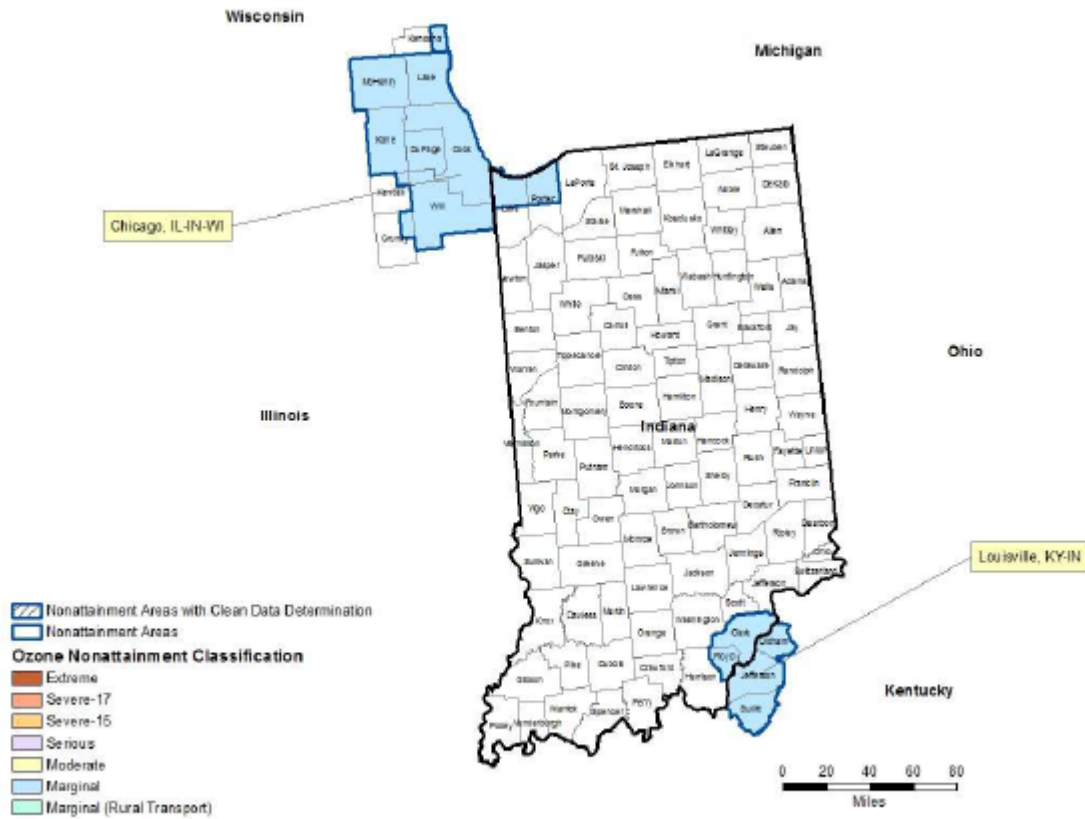 Wisconsin
Michigan
Kenosha
McHenry
Lake
Kane
DuPage
Cook
Kendall
Will
Grundy
Chicago, IL-IN-WI
Lake
Porter
LaPorte
St. Joseph
Elkhart
LaGrange
Steuben
Noble
DeKalb
Starke
Marshall
Kosciusko
Whitley
Allen
Newton
Jasper
Pulaski
Fulton
Wabash
Huntington
Wells
Adams
White
Cass
Miami
Benton
Carroll
Howard
Grant
Blackford
Jay
Ohio
Warren
Tippecanoe
Clinton
Tipton
Madison
Delaware
Randolph
Illinois
Fountain
Montgomery
Boone
Hamilton
Henry
Wayne
Indiana
Vermillion
Parke
Putnam
Hendricks
Marion
Hancock
Rush
Fayette
Union
Morgan
Johnson
Shelby
Franklin
Vigo
Clay
Owen
Decatur
Monroe
Brown
Bartholomew
Ripley
Dearborn
Ohio
Sullivan
Greene
Jennings
Switzerland
Jackson
Jefferson
Louisville, KY-IN
Lawrence
Scott
Knox
Daviess
Martin
Washington
Orange
Clark
Oldham
Floyd
Gibson
Pike
Dubois
Crawford
Harrison
Jefferson
Kentucky
Bullitt
Posey
Vanderburgh
Warrick
Spencer
Perry
Nonattainment Areas with Clean Data Determination
Nonattainment Areas
Ozone Nonattainment Classification
Extreme
Severe-17
Severe-15
Serious
Moderate
Marginal
Marginal (Rural Transport)
0 20 40 60 80
Miles